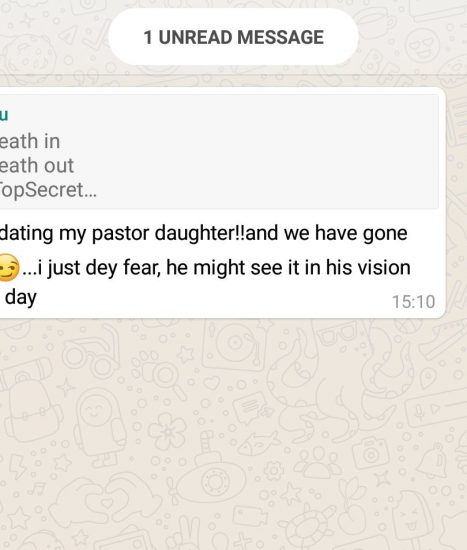 1 UNREAD MESSAGE
u
eath in
eath out
TopSecret...
dating my pastor daughter!!and we have gone
😏...i just dey fear, he might see it in his vision
day
15:10